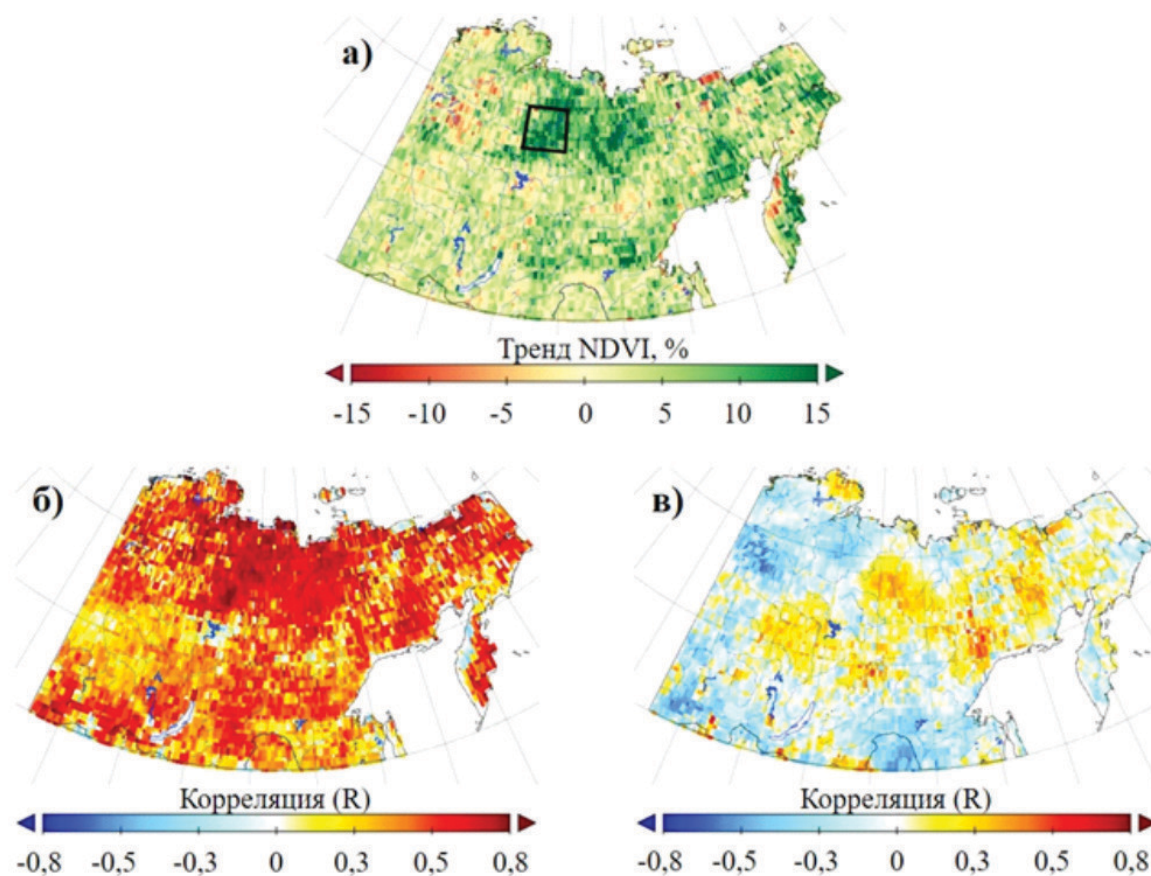 а)
Тренд NDVI, %
-15 -10 -5 0 5 10 15
б)
в)
Корреляция (R)
-0,8 -0,5 -0,3 0 0,3 0,5 0,8
Корреляция (R)
-0,8 -0,5 -0,3 0 0,3 0,5 0,8